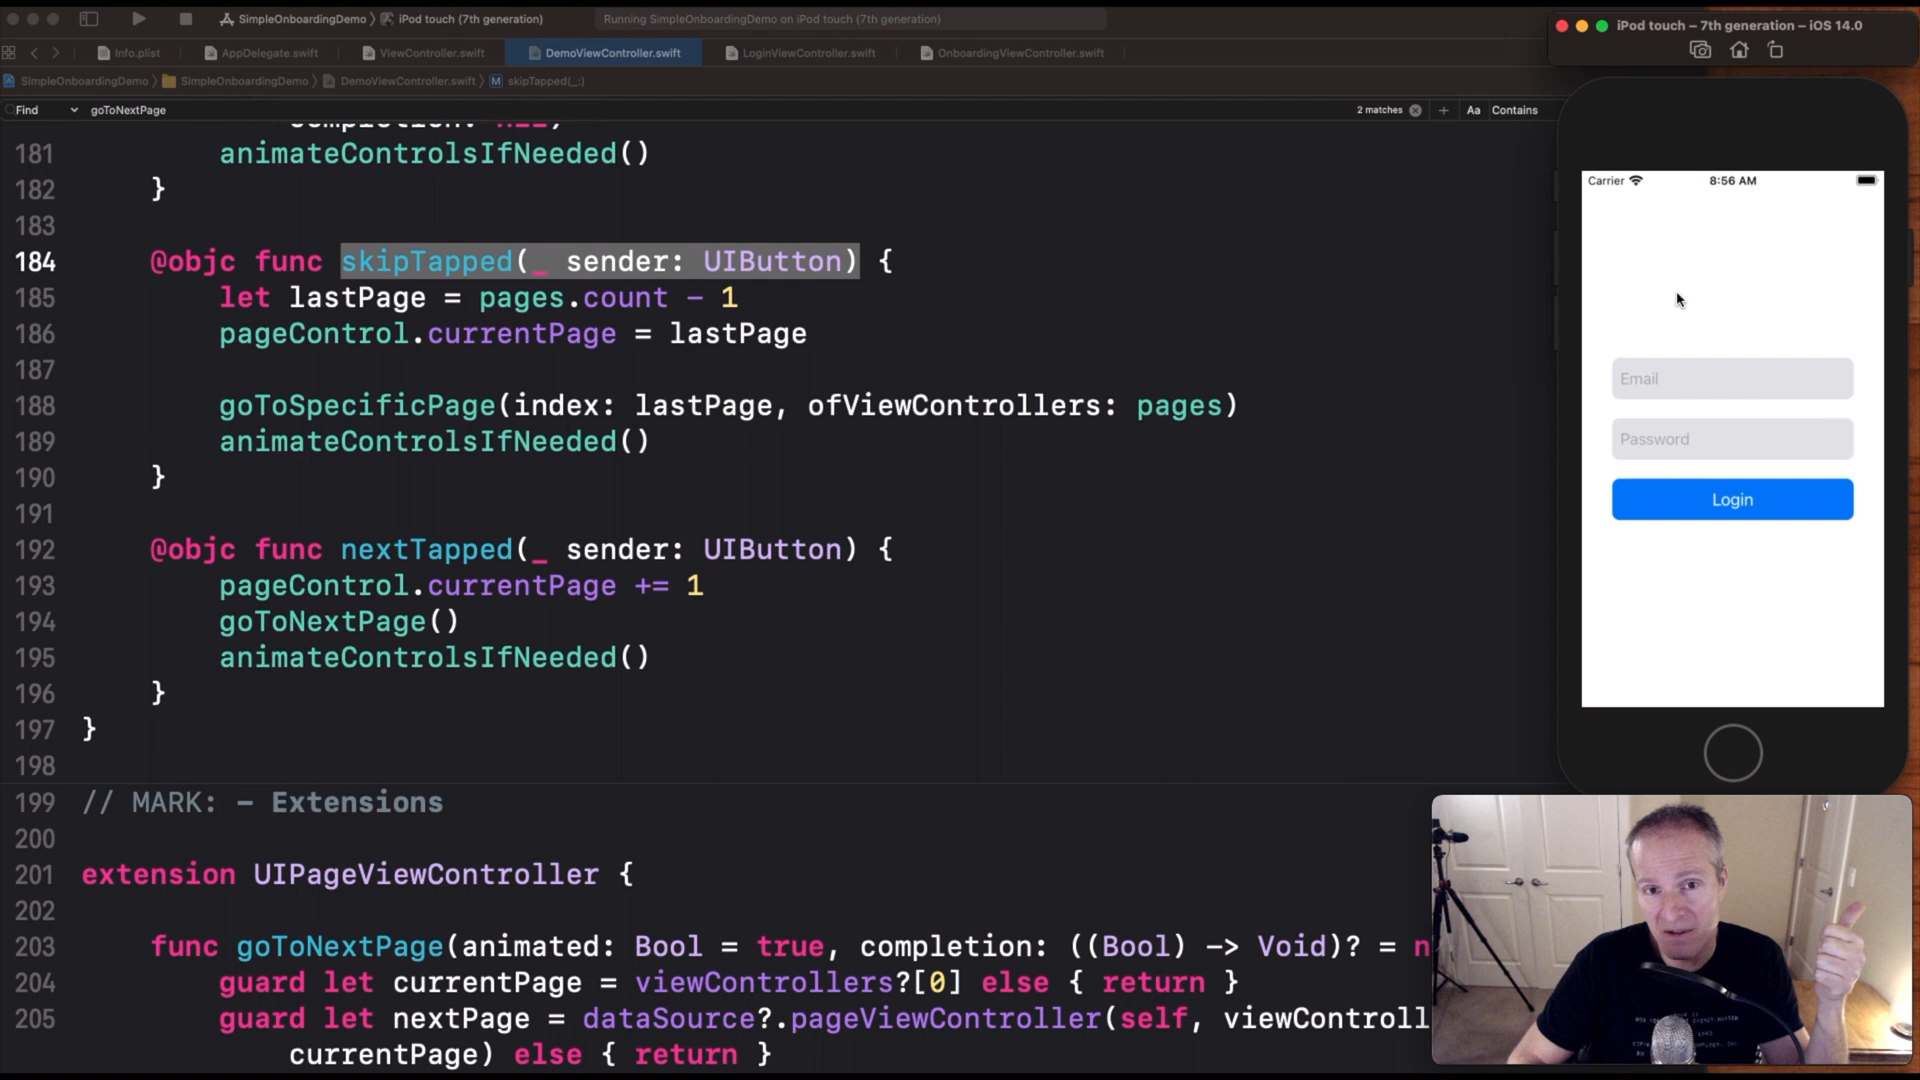 SimpleOnboardingDemo
iPod touch (7th generation)
Running SimpleOnboardingDemo on iPod touch (7th generation)
iPod touch – 7th generation – iOS 14.0
Info.plist
AppDelegate.swift
ViewController.swift
DemoViewController.swift
LoginViewController.swift
OnboardingViewController.swift
SimpleOnboardingDemo
SimpleOnboardingDemo
DemoViewController.swift
M
skipTapped(_:)
Find
goToNextPage
2 matches
Aa
Contains
completion: nil,
181 animateControlsIfNeeded()
182 }
183
184 @objc func skipTapped(_ sender: UIButton) {
185 let lastPage = pages.count - 1
186 pageControl.currentPage = lastPage
187
188 goToSpecificPage(index: lastPage, ofViewControllers: pages)
189 animateControlsIfNeeded()
190 }
191
192 @objc func nextTapped(_ sender: UIButton) {
193 pageControl.currentPage += 1
194 goToNextPage()
195 animateControlsIfNeeded()
196 }
197 }
198
199 // MARK: - Extensions
200
201 extension UIPageViewController {
202
203 func goToNextPage(animated: Bool = true, completion: ((Bool) -> Void)? = n
204 guard let currentPage = viewControllers?[0] else { return }
205 guard let nextPage = dataSource?.pageViewController(self, viewControll
currentPage) else { return }
Carrier
8:56 AM
Email
Password
Login